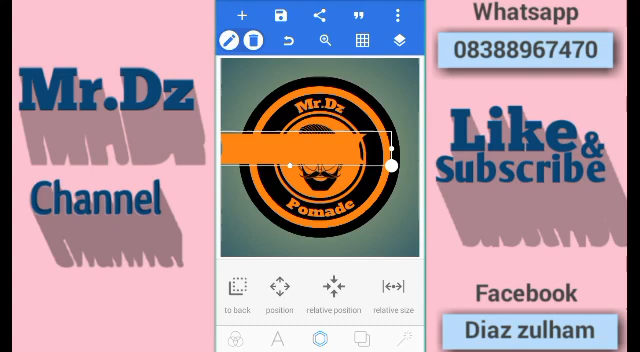 Mr.Dz
Channel
Mr.Dz
Pomade
to back
position
relative position
relative size
Whatsapp
08388967470
Like &
Subscribe
Facebook
Diaz zulham